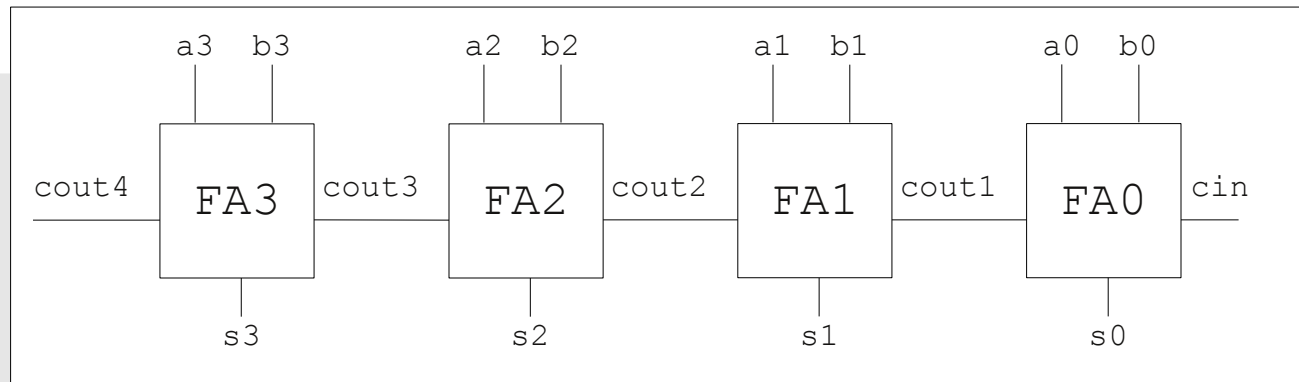 a3 b3 a2 b2 a1 b1 a0 b0
cout4 FA3 cout3 FA2 cout2 FA1 cout1 FA0 cin
s3 s2 s1 s0